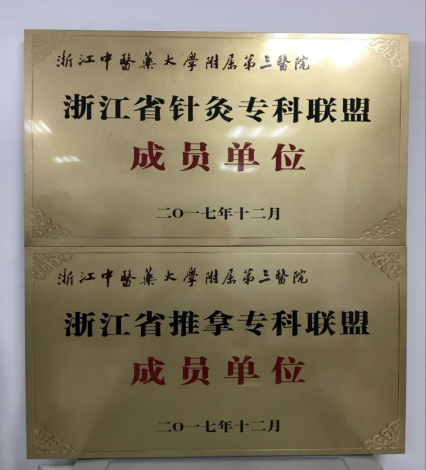 浙江中醫藥大學附属第三醫院
浙江省针灸专科联盟
成员单位
二〇一七年十二月
浙江中醫藥大學附属第三醫院
浙江省推拿专科联盟
成员单位
二〇一七年十二月